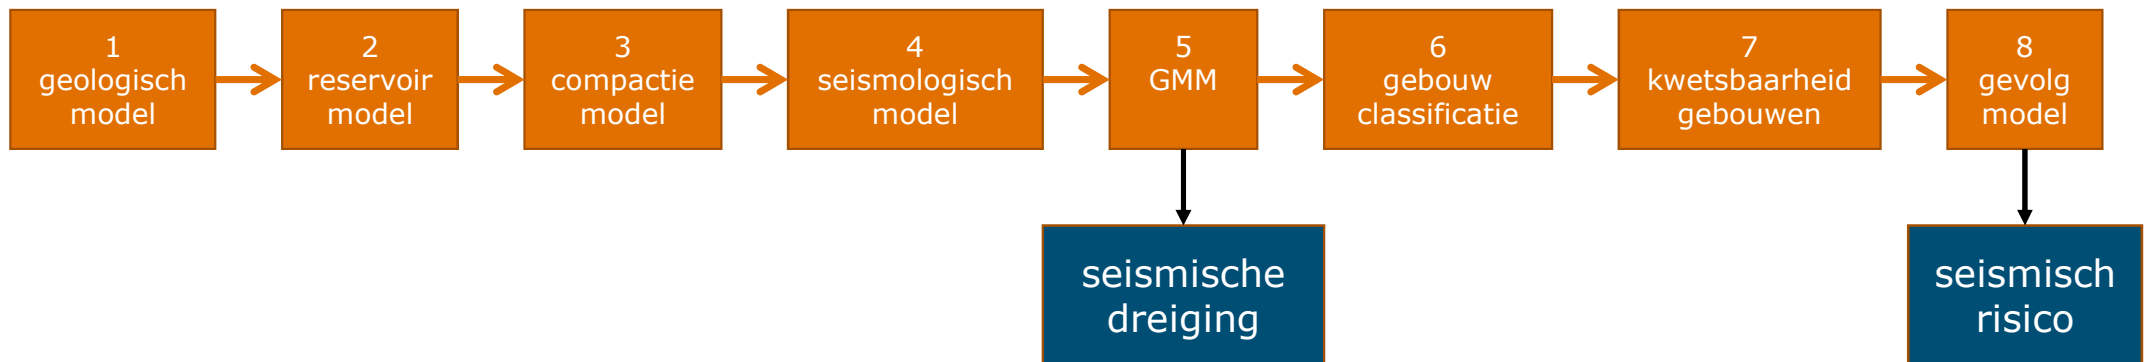 1
geologisch
model
2
reservoir
model
3
compactie
model
4
seismologisch
model
5
GMM
6
gebouw
classificatie
7
kwetsbaarheid
gebouwen
8
gevolg
model
seismische
dreiging
seismisch
risico